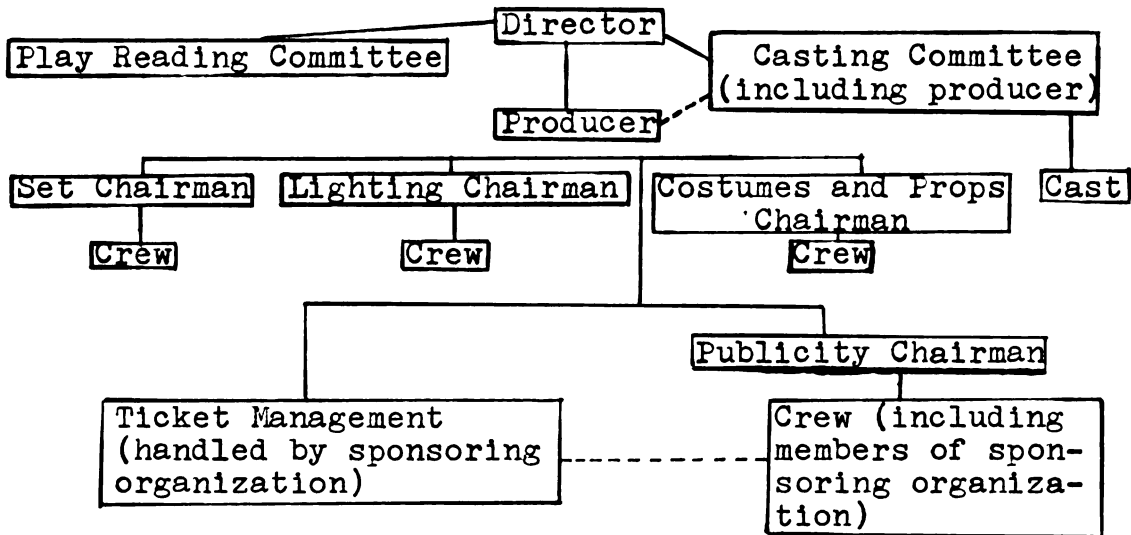 Director
Play Reading Committee
Casting Committee
(including producer)
Producer
Set Chairman
Lighting Chairman
Costumes and Props
Chairman
Cast
Crew
Crew
Crew
Publicity Chairman
Ticket Management
(handled by sponsoring
organization)
Crew (including
members of spon-
soring organiza-
tion)